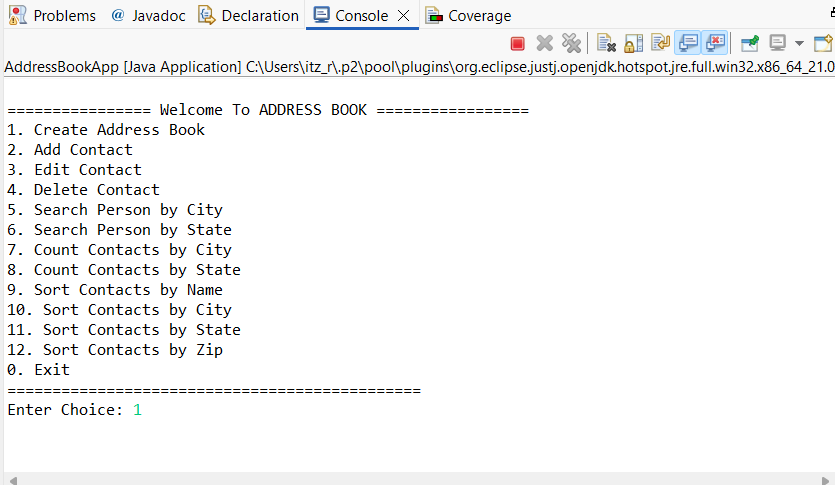 Problems @ Javadoc Declaration Console Coverage
AddressBookApp [Java Application] C:\Users\itz_r\.p2\pool\plugins\org.eclipse.justj.openjdk.hotspot.jre.full.win32.x86_64_21.0
================ Welcome To ADDRESS BOOK =================
1. Create Address Book
2. Add Contact
3. Edit Contact
4. Delete Contact
5. Search Person by City
6. Search Person by State
7. Count Contacts by City
8. Count Contacts by State
9. Sort Contacts by Name
10. Sort Contacts by City
11. Sort Contacts by State
12. Sort Contacts by Zip
0. Exit
==============================================
Enter Choice: 1